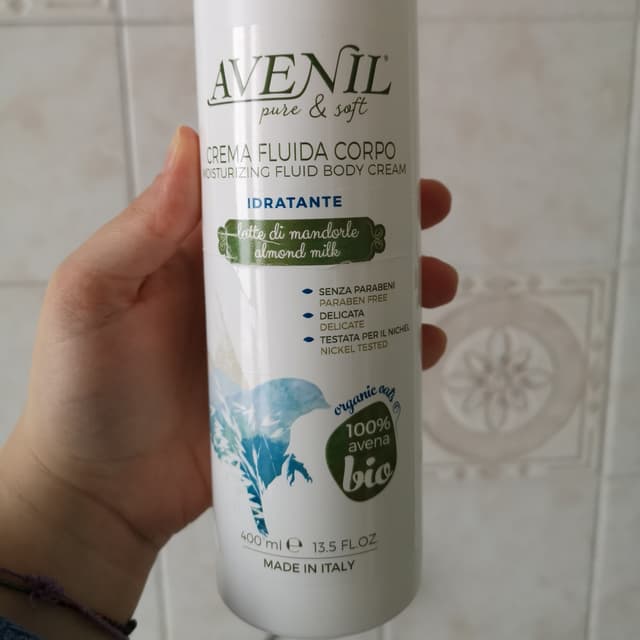 AVENIL®
pure & soft
CREMA FLUIDA CORPO
MOISTURIZING FLUID BODY CREAM
IDRATANTE
latte di mandorle
almond milk
SENZA PARABENI
PARABEN FREE
DELICATA
DELICATE
TESTATA PER IL NICHEL
NICKEL TESTED
organic oats
100%
avena
bio
400 ml ℮ 13.5 FL OZ
MADE IN ITALY